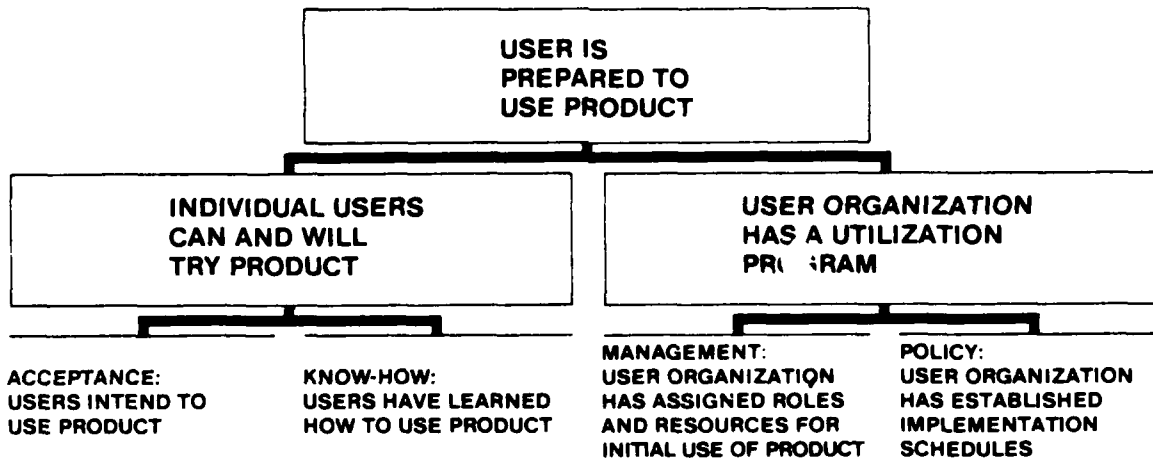 USER IS
PREPARED TO
USE PRODUCT
INDIVIDUAL USERS
CAN AND WILL
TRY PRODUCT
USER ORGANIZATION
HAS A UTILIZATION
ACCEPTANCE:
USERS INTEND TO
USE PRODUCT
KNOW-HOW:
USERS HAVE LEARNED
HOW TO USE PRODUCT
MANAGEMENT:
USER ORGANIZATION
HAS ASSIGNED ROLES
AND RESOURCES FOR
INITIAL USE OF PRODUCT
POLICY:
USER ORGANIZATION
HAS ESTABLISHED
IMPLEMENTATION
SCHEDULES